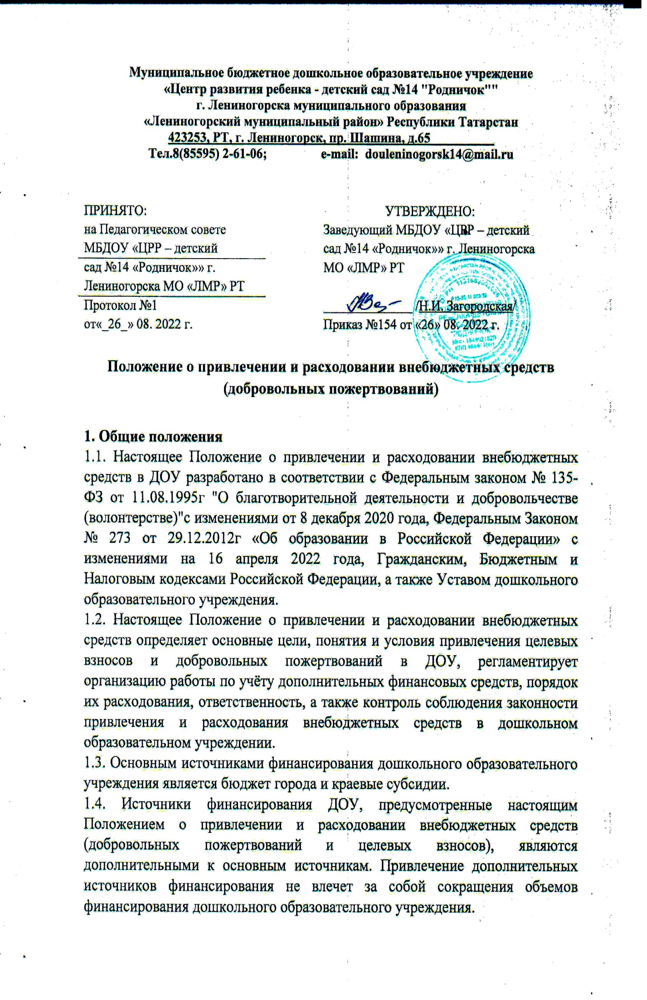 Муниципальное бюджетное дошкольное образовательное учреждение
«Центр развития ребенка - детский сад №14 "Родничок""
г. Лениногорска муниципального образования
«Лениногорский муниципальный район» Республики Татарстан
423253, РТ, г. Лениногорск, пр. Шашина, д.65
Тел.8(85595) 2-61-06; e-mail: douleninogorsk14@mail.ru
ПРИНЯТО:
на Педагогическом совете
МБДОУ «ЦРР – детский
сад №14 «Родничок»» г.
Лениногорска МО «ЛМР» РТ
Протокол №1
от«_26_» 08. 2022 г.
УТВЕРЖДЕНО:
Заведующий МБДОУ «ЦРР – детский
сад №14 «Родничок»» г. Лениногорска
МО «ЛМР» РТ
/Н.И. Загородская/
Приказ №154 от «26» 08. 2022 г.
Положение о привлечении и расходовании внебюджетных средств
(добровольных пожертвований)
1. Общие положения
1.1. Настоящее Положение о привлечении и расходовании внебюджетных
средств в ДОУ разработано в соответствии с Федеральным законом № 135-
ФЗ от 11.08.1995г "О благотворительной деятельности и добровольчестве
(волонтерстве)"с изменениями от 8 декабря 2020 года, Федеральным Законом
№ 273 от 29.12.2012г «Об образовании в Российской Федерации» с
изменениями на 16 апреля 2022 года, Гражданским, Бюджетным и
Налоговым кодексами Российской Федерации, а также Уставом дошкольного
образовательного учреждения.
1.2. Настоящее Положение о привлечении и расходовании внебюджетных
средств определяет основные цели, понятия и условия привлечения целевых
взносов и добровольных пожертвований в ДОУ, регламентирует
организацию работы по учёту дополнительных финансовых средств, порядок
их расходования, ответственность, а также контроль соблюдения законности
привлечения и расходования внебюджетных средств в дошкольном
образовательном учреждении.
1.3. Основным источниками финансирования дошкольного образовательного
учреждения является бюджет города и краевые субсидии.
1.4. Источники финансирования ДОУ, предусмотренные настоящим
Положением о привлечении и расходовании внебюджетных средств
(добровольных пожертвований и целевых взносов), являются
дополнительными к основным источникам. Привлечение дополнительных
источников финансирования не влечет за собой сокращения объемов
финансирования дошкольного образовательного учреждения.